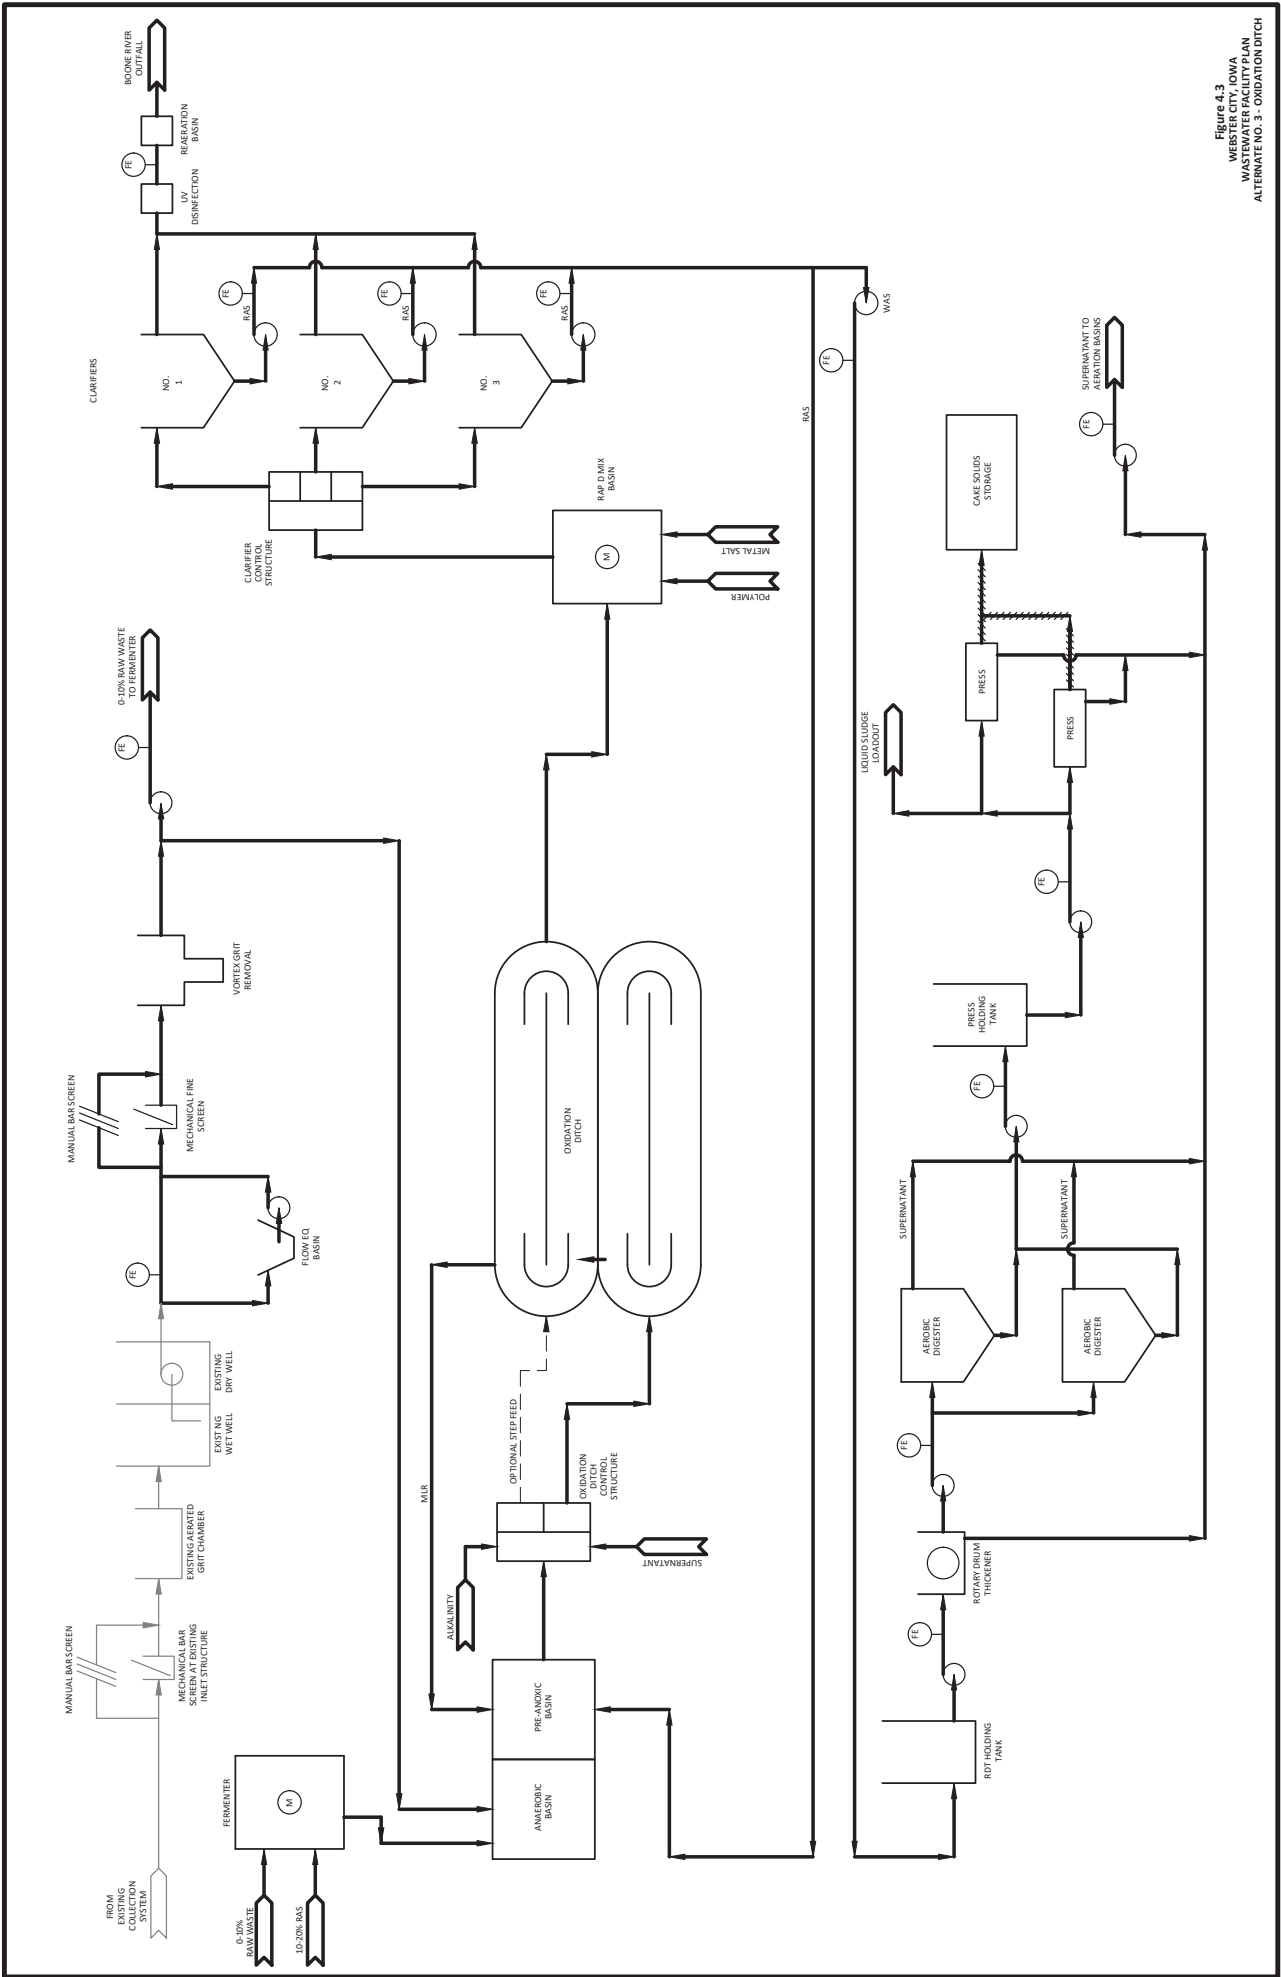 FROM
EXISTING
COLLECTION
SYSTEM
MANUAL BAR SCREEN
MECHANICAL BAR
SCREEN AT EXISTING
INLET STRUCTURE
EXISTING AERATED
GRIT CHAMBER
EXIST NG
WET WELL
EXISTING
DRY WELL
FE
FLOW EQ
BASIN
MANUAL BAR SCREEN
MECHANICAL FINE
SCREEN
VORTEX GRIT
REMOVAL
FE
0-10% RAW WASTE
TO FERMENTER
CLARIFIERS
NO.
1
NO.
2
NO.
3
FE
RAS
FE
RAS
FE
RAS
UV
DISINFECTION
FE
REAERATION
BASIN
BOONE RIVER
OUTFALL
0-10%
RAW WASTE
10-20% RAS
FERMENTER
M
ANAEROBIC
BASIN
PRE-ANOXIC
BASIN
MLR
ALKALINITY
SUPERNATANT
OPTIONAL STEP FEED
OXIDATION
DITCH
CONTROL
STRUCTURE
OXIDATION
DITCH
RAP D MIX
BASIN
M
POLYMER
METAL SALT
CLARIFIER
CONTROL
STRUCTURE
RAS
FE
WAS
RDT HOLDING
TANK
FE
ROTARY DRUM
THICKENER
FE
AEROBIC
DIGESTER
AEROBIC
DIGESTER
SUPERNATANT
SUPERNATANT
FE
PRESS
HOLDING
TANK
FE
LIQUID SLUDGE
LOADOUT
PRESS
PRESS
CAKE SOLIDS
STORAGE
FE
SUPERNATANT TO
AERATION BASINS
Figure 4.3
WEBSTER CITY, IOWA
WASTEWATER FACILITY PLAN
ALTERNATE NO. 3 - OXIDATION DITCH